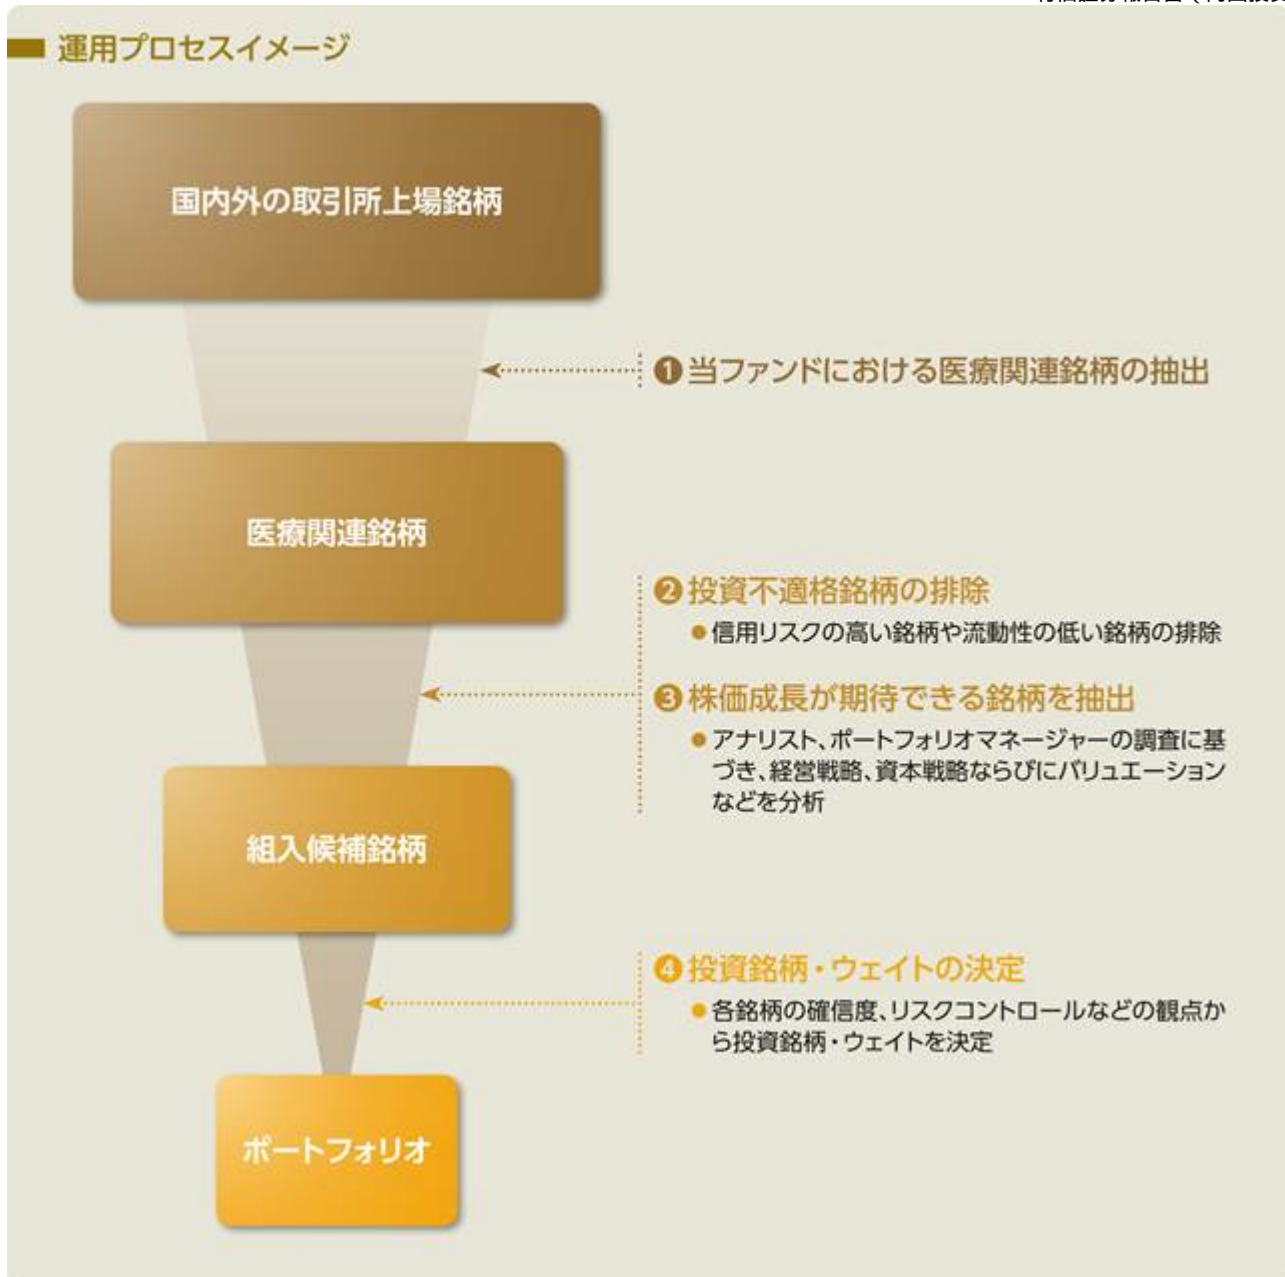 運用プロセスイメージ
国内外の取引所上場銘柄
❶当ファンドにおける医療関連銘柄の抽出
医療関連銘柄
❷投資不適格銘柄の排除
●信用リスクの高い銘柄や流動性の低い銘柄の排除
❸株価成長が期待できる銘柄を抽出
●アナリスト、ポートフォリオマネージャーの調査に基
づき、経営戦略、資本戦略ならびにバリュエーション
などを分析
組入候補銘柄
❹投資銘柄・ウェイトの決定
●各銘柄の確信度、リスクコントロールなどの観点か
ら投資銘柄・ウェイトを決定
ポートフォリオ